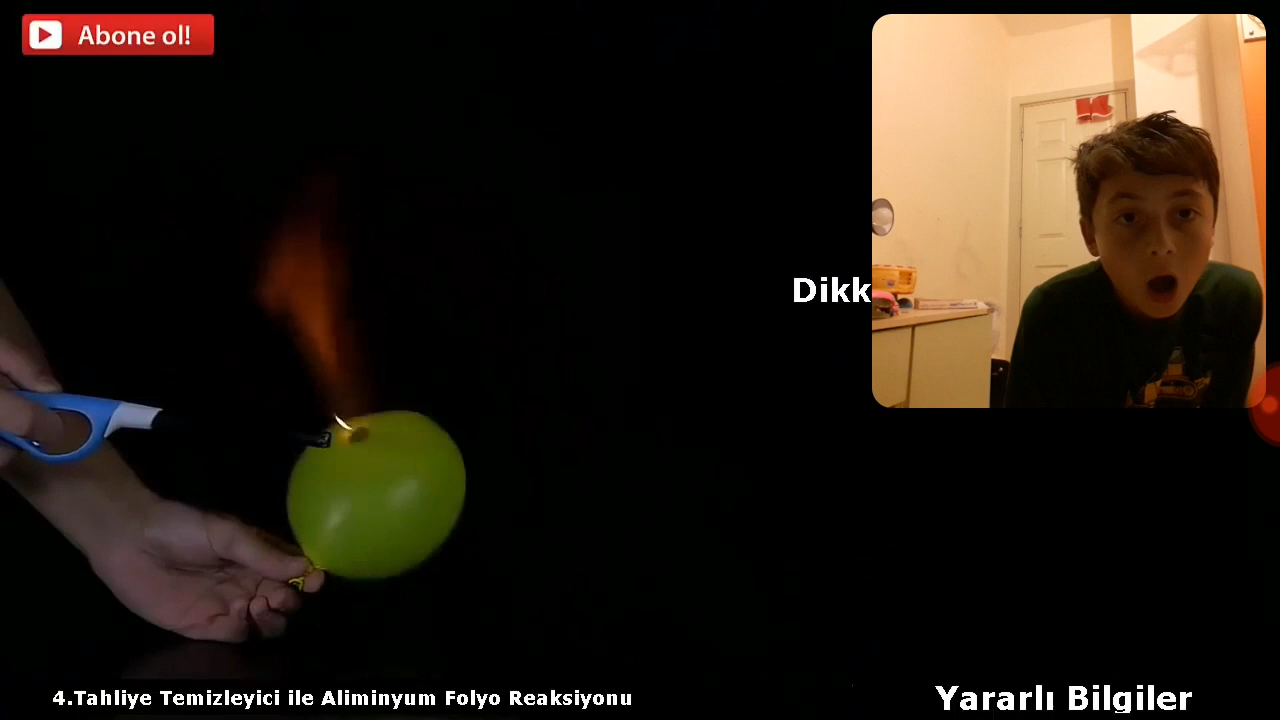 Abone ol!
Dikk
4.Tahliye Temizleyici ile Aliminyum Folyo Reaksiyonu
Yararlı Bilgiler